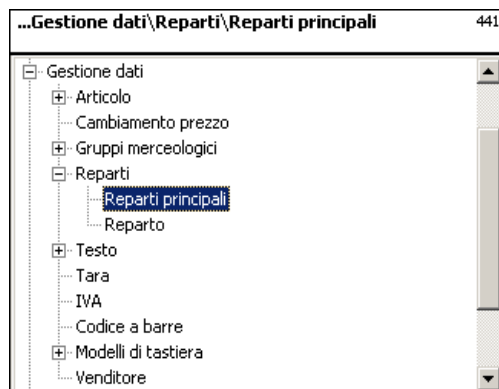 ...Gestione dati\Reparti\Reparti principali 441
Gestione dati
Articolo
Cambiamento prezzo
Gruppi merceologici
Reparti
Reparti principali
Reparto
Testo
Tara
IVA
Codice a barre
Modelli di tastiera
Venditore